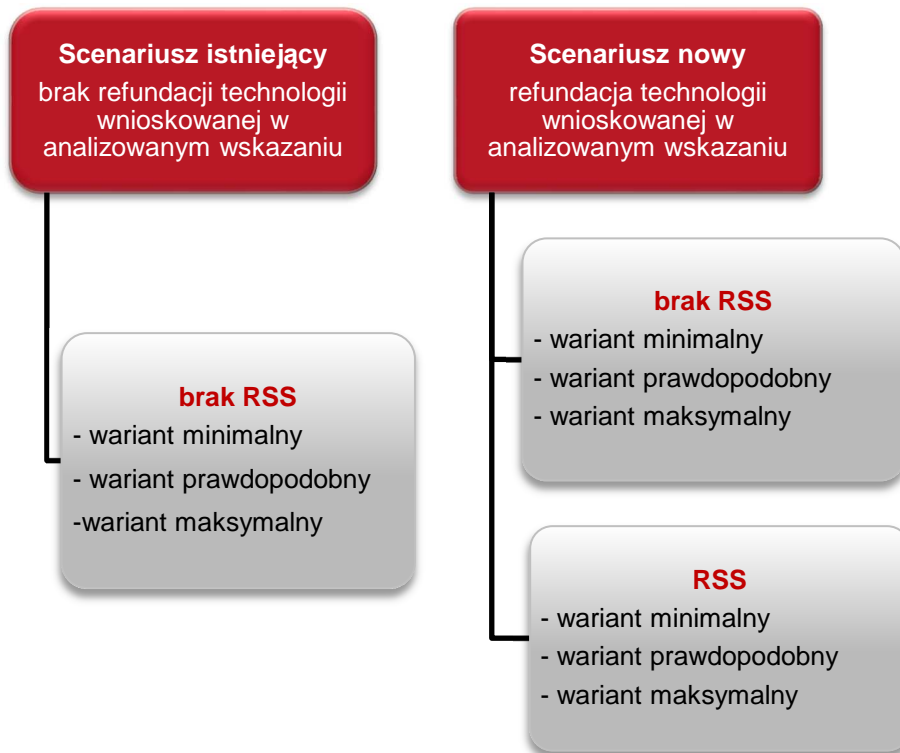 Scenariusz istniejący
brak refundacji technologii
wnioskowanej w
analizowanym wskazaniu
brak RSS
- wariant minimalny
- wariant prawdopodobny
-wariant maksymalny
Scenariusz nowy
refundacja technologii
wnioskowanej w
analizowanym wskazaniu
brak RSS
- wariant minimalny
- wariant prawdopodobny
- wariant maksymalny
RSS
- wariant minimalny
- wariant prawdopodobny
- wariant maksymalny